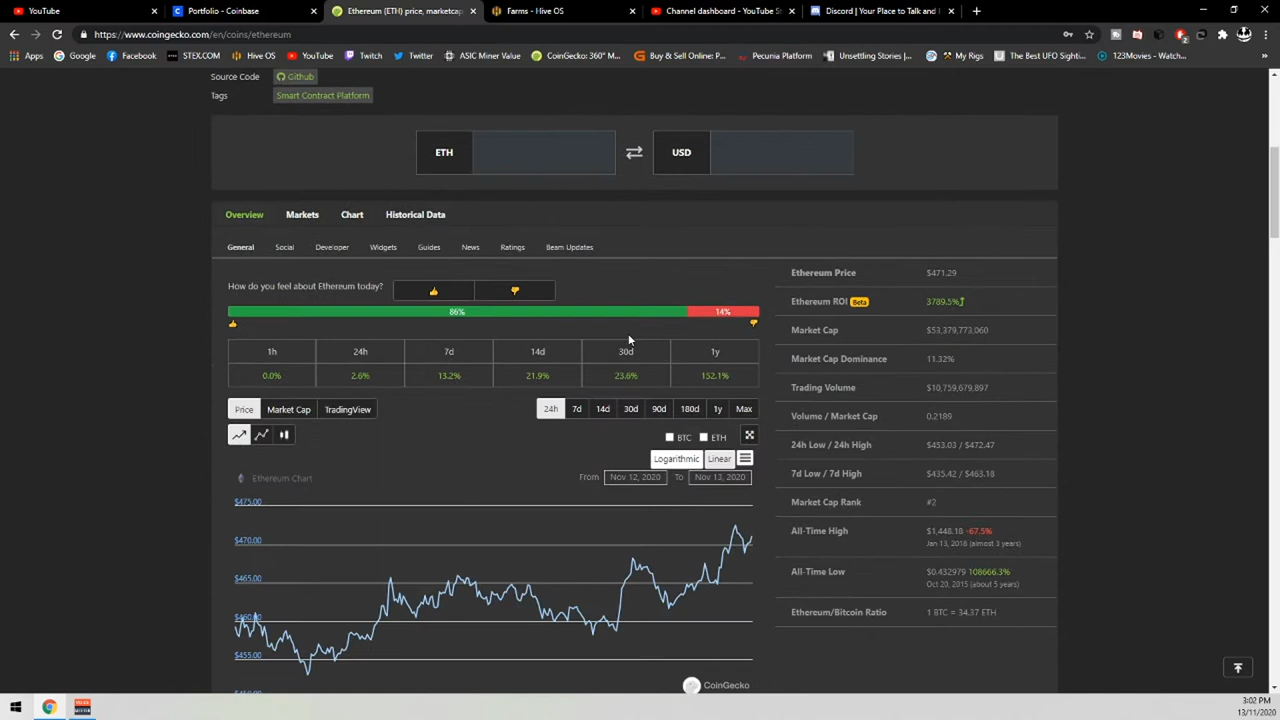 YouTube
Portfolio - Coinbase
Ethereum (ETH) price, marketcap
Farms - Hive OS
Channel dashboard - YouTube St
Discord | Your Place to Talk and
https://www.coingecko.com/en/coins/ethereum
Apps Google Facebook STEX.COM Hive OS YouTube Twitch Twitter ASIC Miner Value CoinGecko: 360° M... Buy & Sell Online: P... Pecunia Platform Unsettling Stories |... My Rigs The Best UFO Sighti... 123Movies - Watch...
Source Code Github
Tags Smart Contract Platform
ETH USD
Overview Markets Chart Historical Data
General Social Developer Widgets Guides News Ratings Beam Updates
How do you feel about Ethereum today?
86% 14%
1h 24h 7d 14d 30d 1y
0.0% 2.6% 13.2% 21.9% 23.6% 152.1%
Price Market Cap TradingView
24h 7d 14d 30d 90d 180d 1y Max
BTC ETH
Logarithmic Linear
From Nov 12, 2020 To Nov 13, 2020
Ethereum Chart
$475.00
$470.00
$465.00
$460.00
$455.00
CoinGecko
Ethereum Price $471.29
Ethereum ROI Beta 3789.5%
Market Cap $53,379,773,060
Market Cap Dominance 11.32%
Trading Volume $10,759,679,897
Volume / Market Cap 0.2189
24h Low / 24h High $453.03 / $472.47
7d Low / 7d High $435.42 / $463.18
Market Cap Rank #2
All-Time High $1,448.18 -67.5%
Jan 13, 2018 (almost 3 years)
All-Time Low $0.432979 108666.3%
Oct 20, 2015 (about 5 years)
Ethereum/Bitcoin Ratio 1 BTC = 34.37 ETH
3:02 PM
13/11/2020